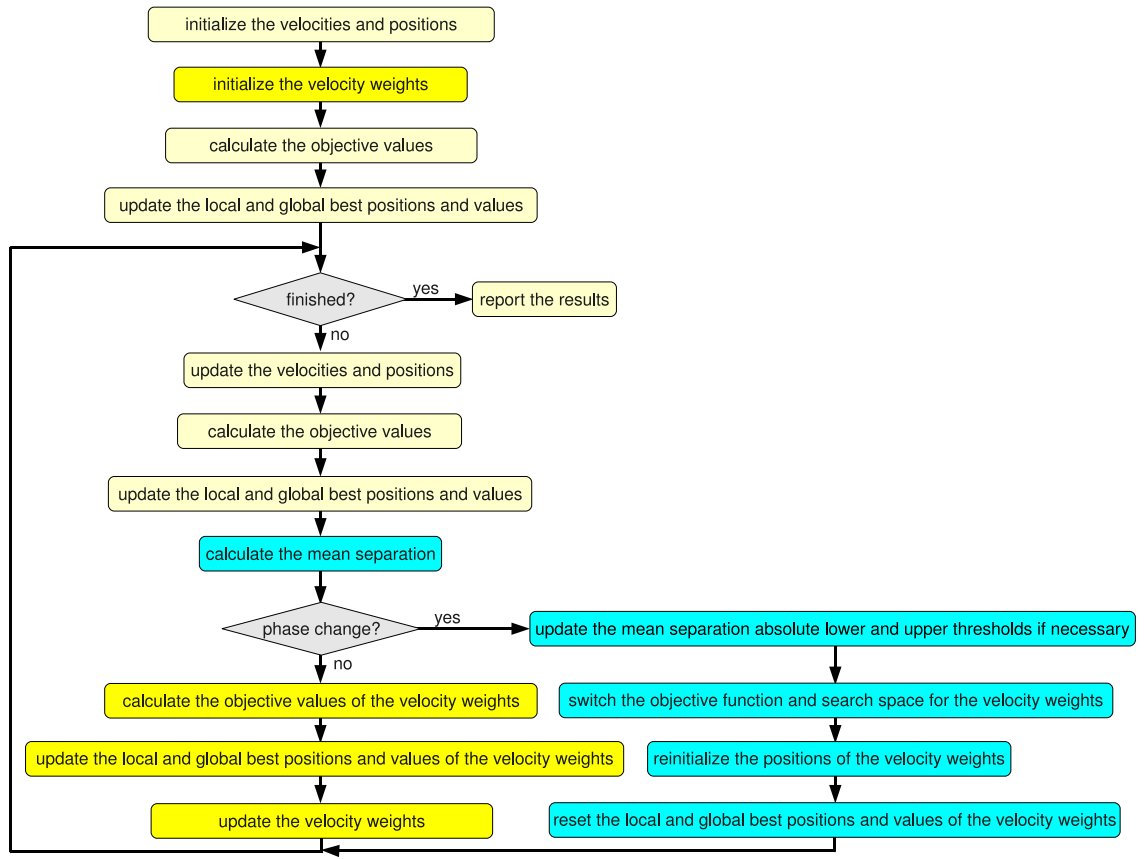 initialize the velocities and positions
initialize the velocity weights
calculate the objective values
update the local and global best positions and values
finished?
yes
report the results
no
update the velocities and positions
calculate the objective values
update the local and global best positions and values
calculate the mean separation
phase change?
yes
update the mean separation absolute lower and upper thresholds if necessary
no
calculate the objective values of the velocity weights
switch the objective function and search space for the velocity weights
update the local and global best positions and values of the velocity weights
reinitialize the positions of the velocity weights
update the velocity weights
reset the local and global best positions and values of the velocity weights